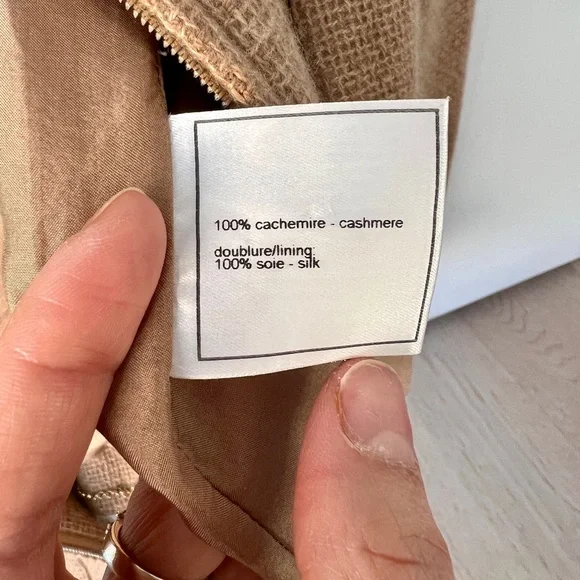 100% cachemire - cashmere
doublure/lining:
100% soie - silk